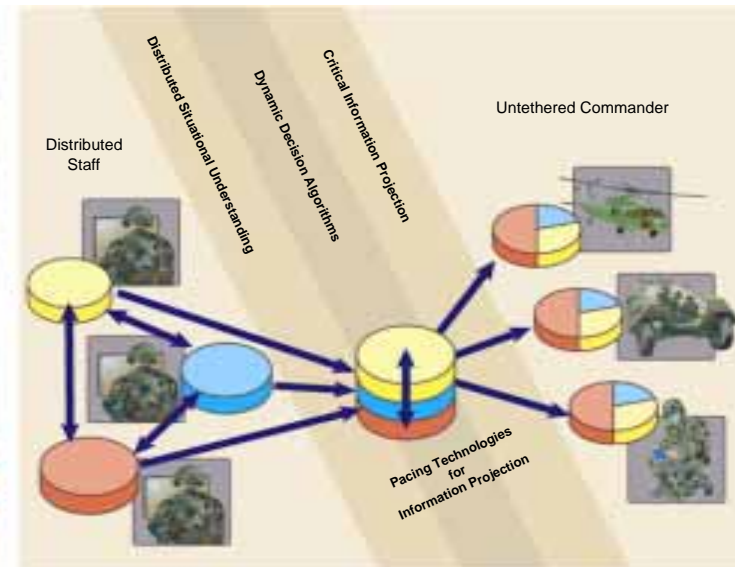 Distributed Situational Understanding
Dynamic Decision Algorithms
Critical Information Projection
Untethered Commander
Distributed
Staff
Pacing Technologies
for
Information Projection